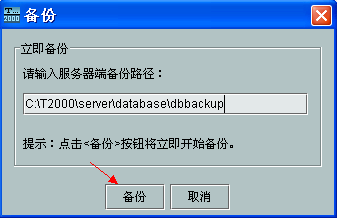 T...
2000
备份
立即备份
请输入服务器端备份路径：
C:\T2000\server\database\dbbackup
提示：点击<备份>按钮将立即开始备份。
备份 取消